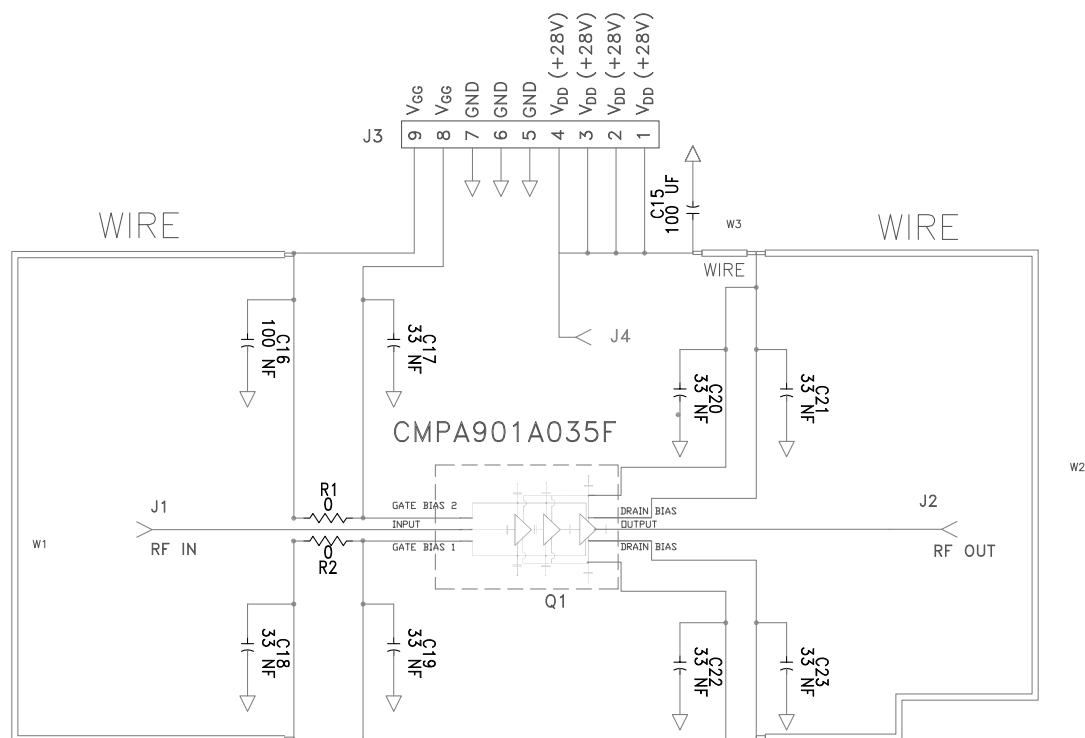 VGG
VGG
GND
GND
GND
VDD (+28V)
VDD (+28V)
VDD (+28V)
VDD (+28V)
J3
9 8 7 6 5 4 3 2 1
C15
100 UF
W3
WIRE
WIRE
WIRE
C16
100 NF
C17
33 NF
J4
C20
33 NF
C21
33 NF
CMPA901A035F
W2
J1
RF IN
R1
0
GATE BIAS 2
INPUT
GATE BIAS 1
DRAIN BIAS
OUTPUT
DRAIN BIAS
J2
RF OUT
W1
0
R2
Q1
C18
33 NF
C19
33 NF
C22
33 NF
C23
33 NF